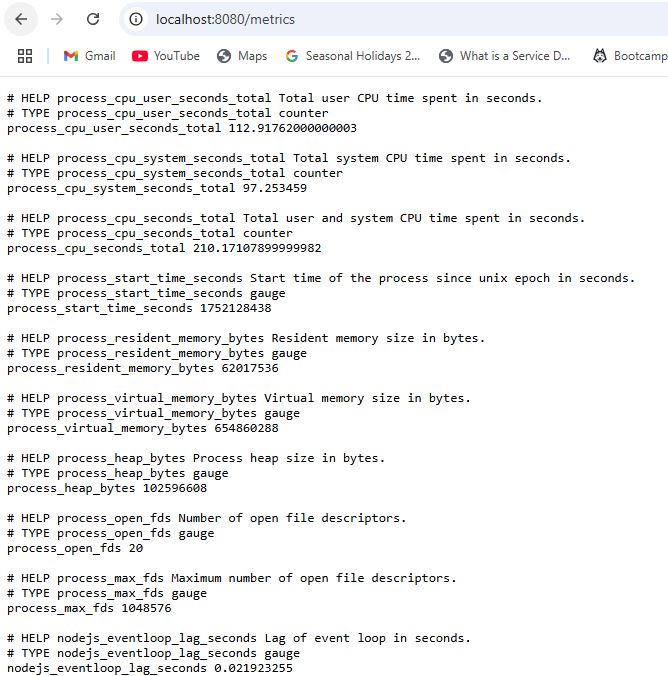 localhost:8080/metrics
Gmail YouTube Maps Seasonal Holidays 2... What is a Service D... Bootcamp
# HELP process_cpu_user_seconds_total Total user CPU time spent in seconds.
# TYPE process_cpu_user_seconds_total counter
process_cpu_user_seconds_total 112.91762000000003
# HELP process_cpu_system_seconds_total Total system CPU time spent in seconds.
# TYPE process_cpu_system_seconds_total counter
process_cpu_system_seconds_total 97.253459
# HELP process_cpu_seconds_total Total user and system CPU time spent in seconds.
# TYPE process_cpu_seconds_total counter
process_cpu_seconds_total 210.17107899999982
# HELP process_start_time_seconds Start time of the process since unix epoch in seconds.
# TYPE process_start_time_seconds gauge
process_start_time_seconds 1752128438
# HELP process_resident_memory_bytes Resident memory size in bytes.
# TYPE process_resident_memory_bytes gauge
process_resident_memory_bytes 62017536
# HELP process_virtual_memory_bytes Virtual memory size in bytes.
# TYPE process_virtual_memory_bytes gauge
process_virtual_memory_bytes 654860288
# HELP process_heap_bytes Process heap size in bytes.
# TYPE process_heap_bytes gauge
process_heap_bytes 102596608
# HELP process_open_fds Number of open file descriptors.
# TYPE process_open_fds gauge
process_open_fds 20
# HELP process_max_fds Maximum number of open file descriptors.
# TYPE process_max_fds gauge
process_max_fds 1048576
# HELP nodejs_eventloop_lag_seconds Lag of event loop in seconds.
# TYPE nodejs_eventloop_lag_seconds gauge
nodejs_eventloop_lag_seconds 0.021923255